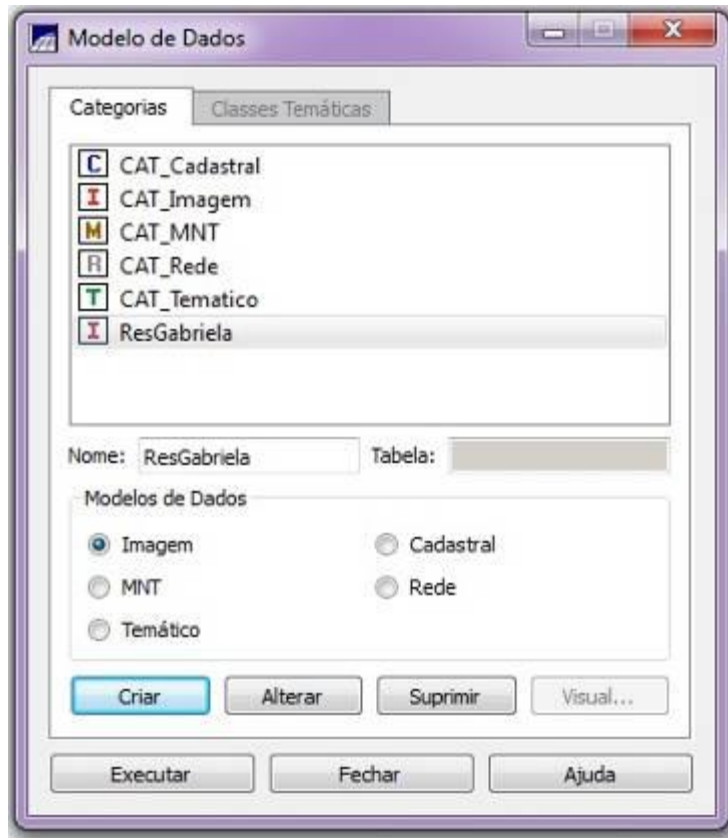 Modelo de Dados
Categorias Classes Temáticas
C CAT_Cadastral
I CAT_Imagem
M CAT_MNT
R CAT_Rede
T CAT_Tematico
I ResGabriela
Nome: ResGabriela Tabela:
Modelos de Dados
Imagem Cadastral
MNT Rede
Temático
Criar Alterar Suprimir Visual...
Executar Fechar Ajuda